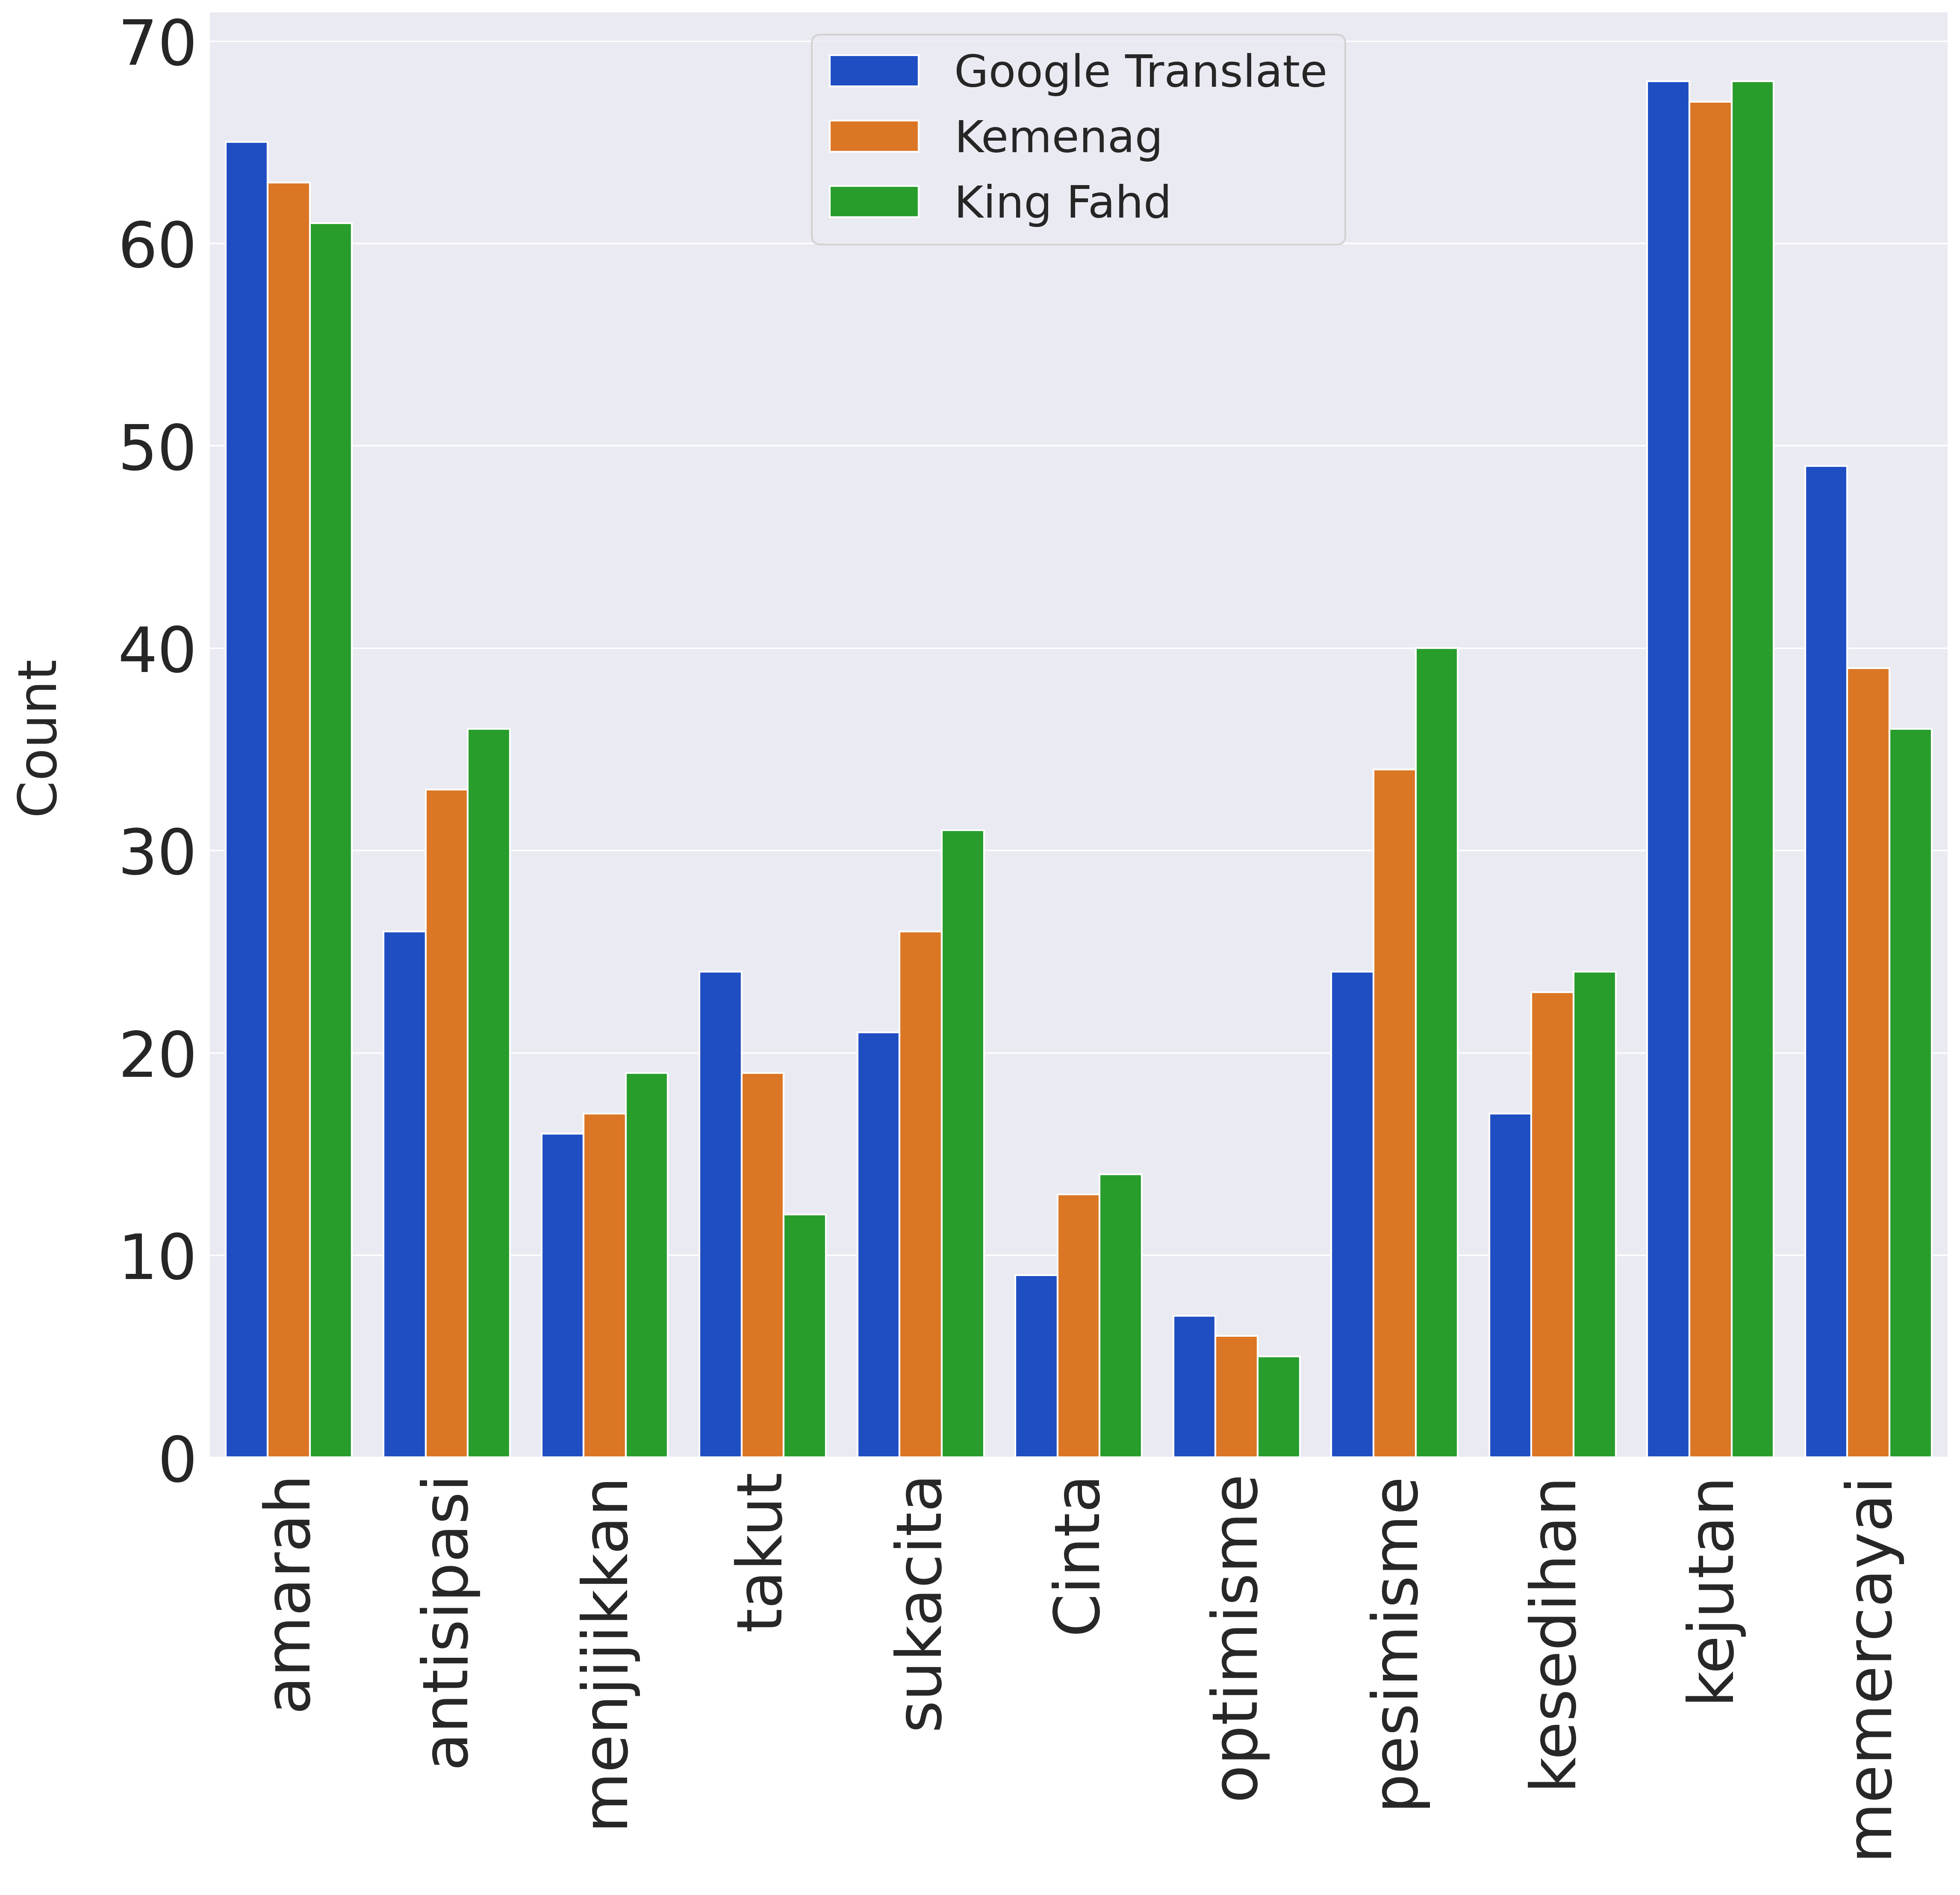 70
60
50
40
30
20
10
0
Count
Google Translate
Kemenag
King Fahd
amarah
antisipasi
menjijikkan
takut
sukacita
Cinta
optimisme
pesimisme
kesedihan
kejutan
memercayai